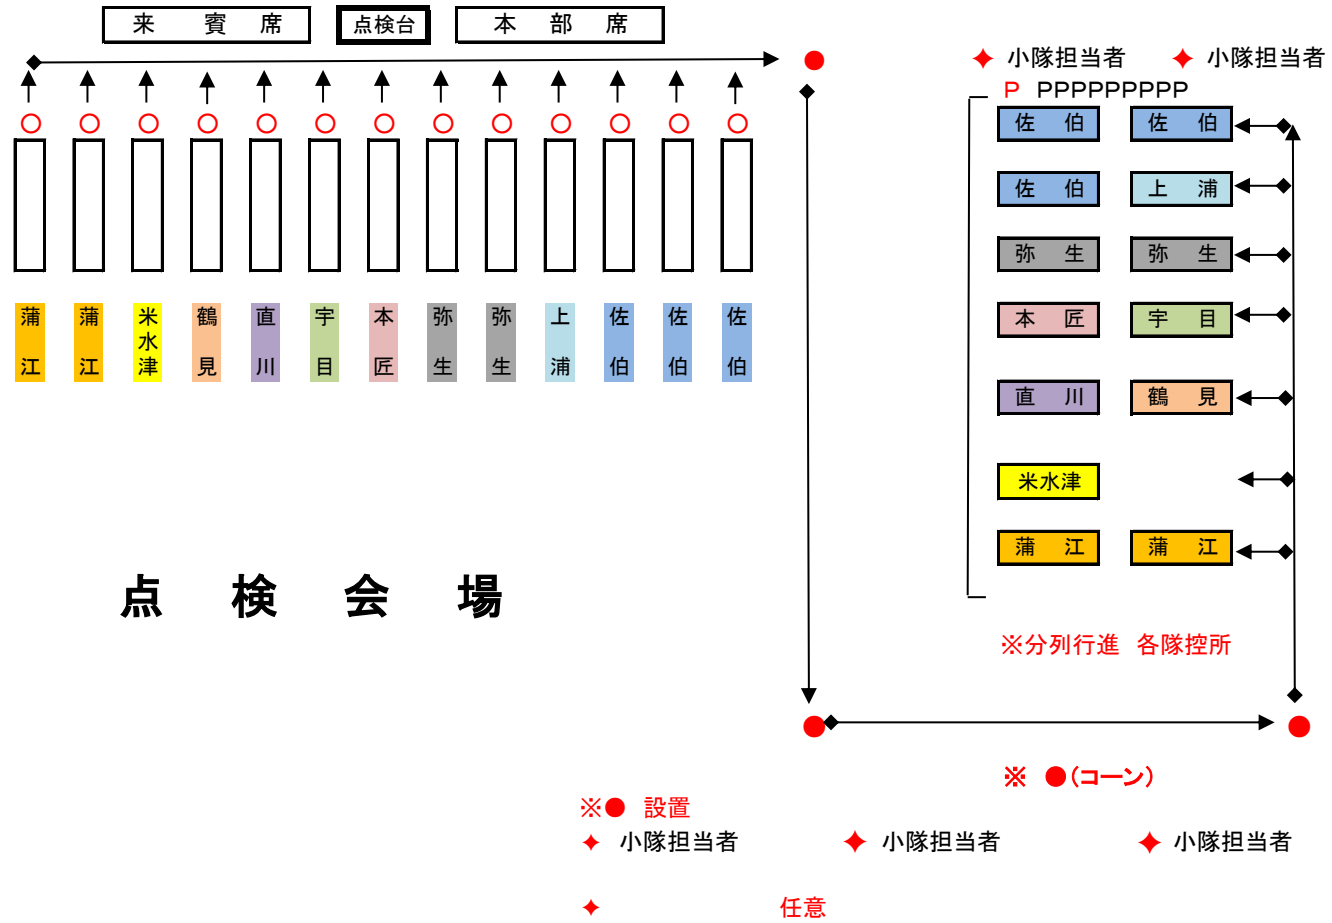 来 賓 席
点検台
本 部 席
小隊担当者 小隊担当者
P PPPPPPPPP
佐 伯 佐 伯
佐 伯 上 浦
弥 生 弥 生
本 匠 宇 目
直 川 鶴 見
米水津
蒲 江 蒲 江
※分列行進 各隊控所
蒲江
蒲江
米水津
鶴見
直川
宇目
本匠
弥生
弥生
上浦
佐伯
佐伯
佐伯
点 検 会 場
※ ●(コーン)
※● 設置
小隊担当者 小隊担当者 小隊担当者
任意